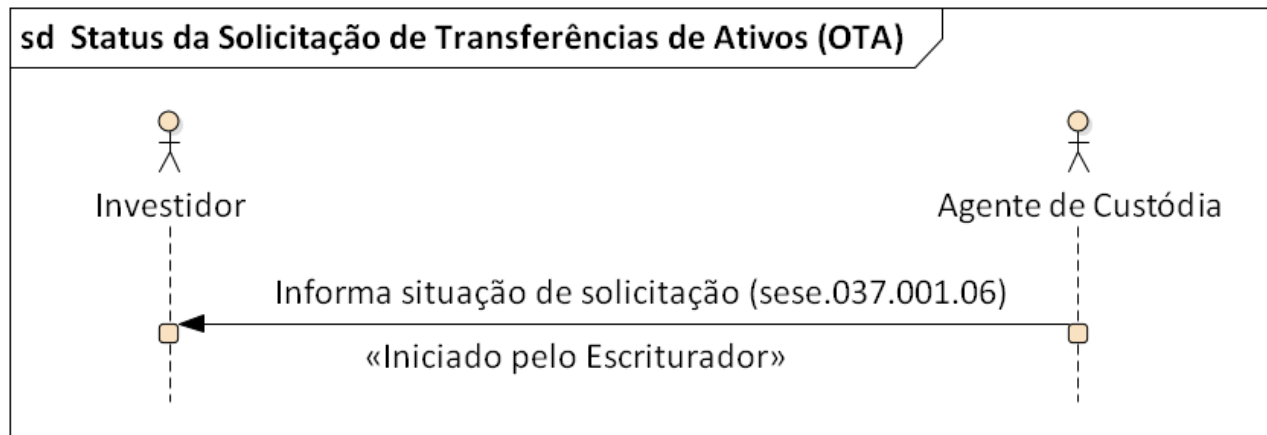 sd Status da Solicitação de Transferências de Ativos (OTA)
Investidor
Agente de Custódia
Informa situação de solicitação (sese.037.001.06)
«Iniciado pelo Escriturador»